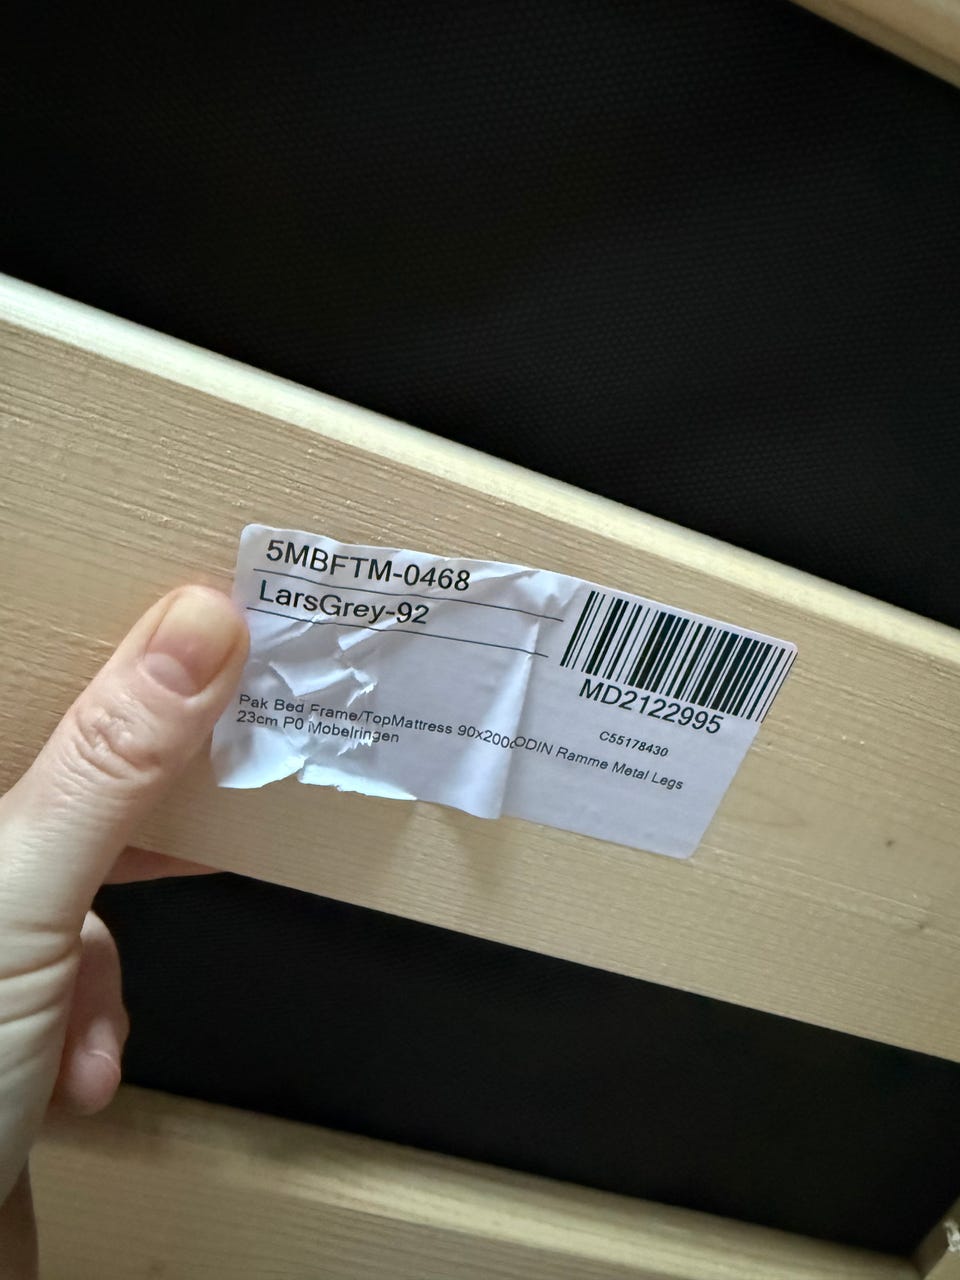 5MBFTM-0468
LarsGrey-92
MD2122995
C55178430
Pak Bed Frame/TopMattress 90x200 ODIN Ramme Metal Legs
23cm P0 Mobelringen